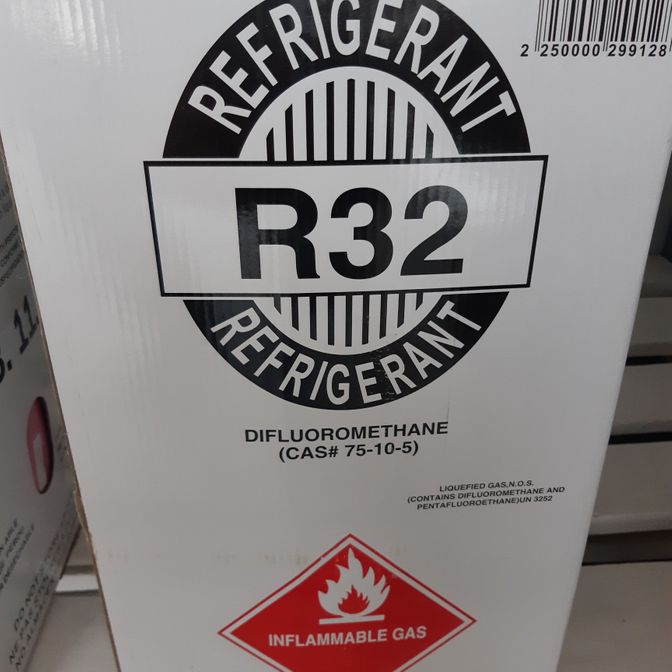 2 250000 299128
REFRIGERANT
R32
REFRIGERANT
DIFLUOROMETHANE
(CAS# 75-10-5)
LIQUEFIED GAS,N.O.S.
(CONTAINS DIFLUOROMETHANE AND
PENTAFLUOROETHANE)UN 3252
INFLAMMABLE GAS